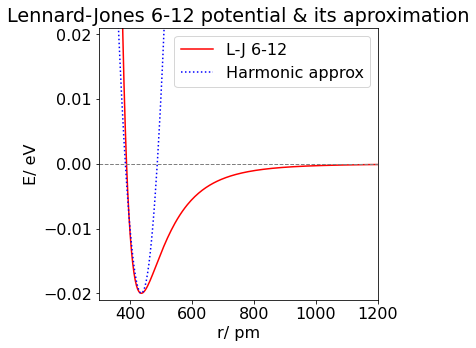 Lennard-Jones 6-12 potential & its aproximation
L-J 6-12
Harmonic approx
0.02
0.01
0.00
−0.01
−0.02
E/ eV
400 600 800 1000 1200
r/ pm